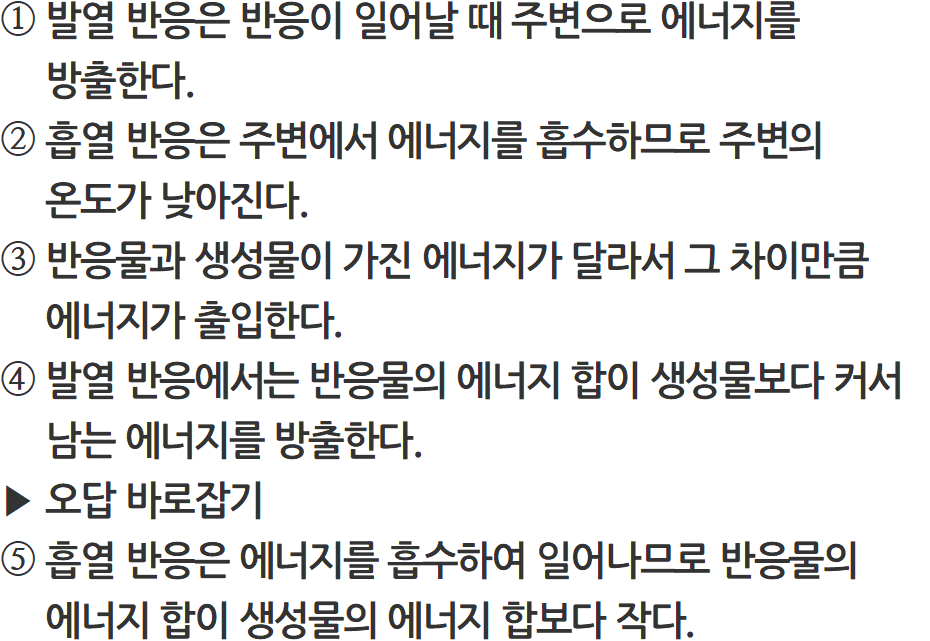 ① 발열 반응은 반응이 일어날 때 주변으로 에너지를
방출한다.
② 흡열 반응은 주변에서 에너지를 흡수하므로 주변의
온도가 낮아진다.
③ 반응물과 생성물이 가진 에너지가 달라서 그 차이만큼
에너지가 출입한다.
④ 발열 반응에서는 반응물의 에너지 합이 생성물보다 커서
남는 에너지를 방출한다.
▶ 오답 바로잡기
⑤ 흡열 반응은 에너지를 흡수하여 일어나므로 반응물의
에너지 합이 생성물의 에너지 합보다 작다.